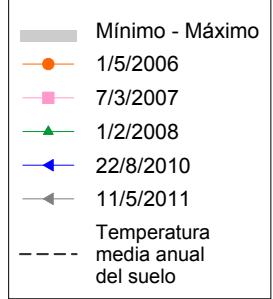 Mínimo - Máximo
1/5/2006
7/3/2007
1/2/2008
22/8/2010
11/5/2011
Temperatura
media anual
del suelo